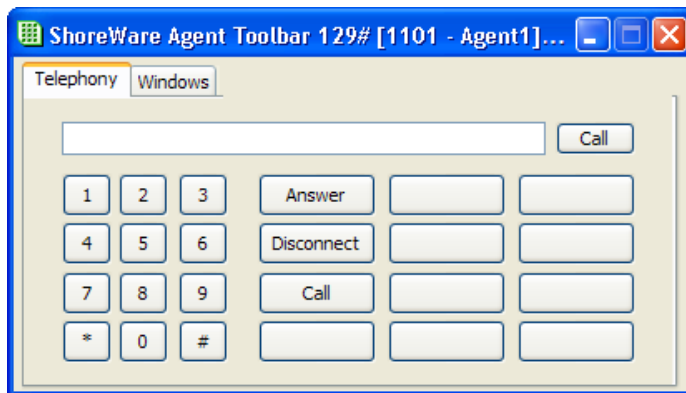 ShoreWare Agent Toolbar 129# [1101 - Agent1]...
Telephony Windows
Call
1 2 3 Answer
4 5 6 Disconnect
7 8 9 Call
* 0 #